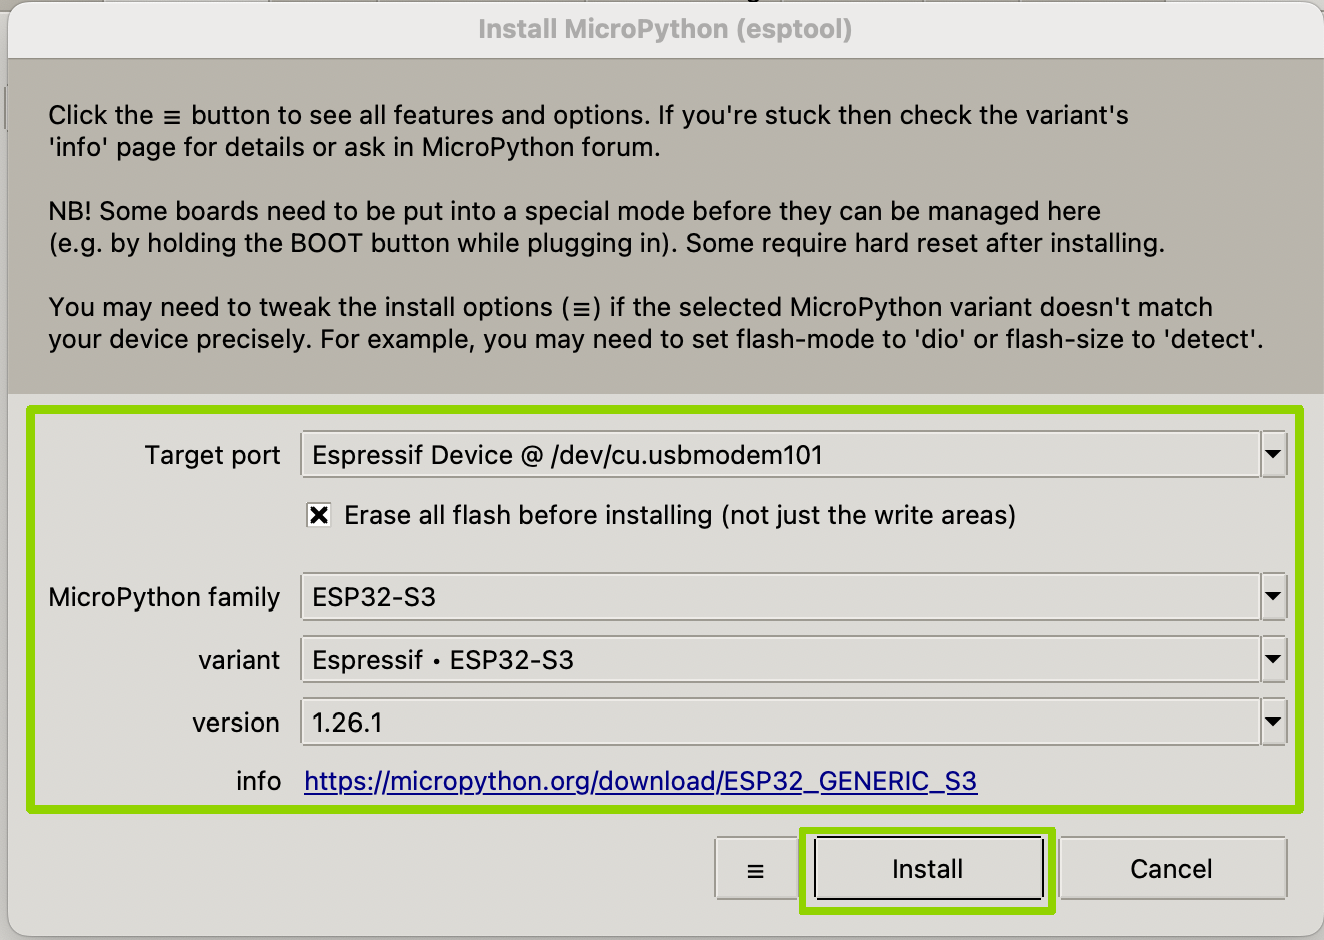 Install MicroPython (esptool)
Click the ≡ button to see all features and options. If you're stuck then check the variant's
'info' page for details or ask in MicroPython forum.
NB! Some boards need to be put into a special mode before they can be managed here
(e.g. by holding the BOOT button while plugging in). Some require hard reset after installing.
You may need to tweak the install options (≡) if the selected MicroPython variant doesn't match
your device precisely. For example, you may need to set flash-mode to 'dio' or flash-size to 'detect'.
Target port Espressif Device @ /dev/cu.usbmodem101
Erase all flash before installing (not just the write areas)
MicroPython family ESP32-S3
variant Espressif • ESP32-S3
version 1.26.1
info https://micropython.org/download/ESP32_GENERIC_S3
≡ Install Cancel